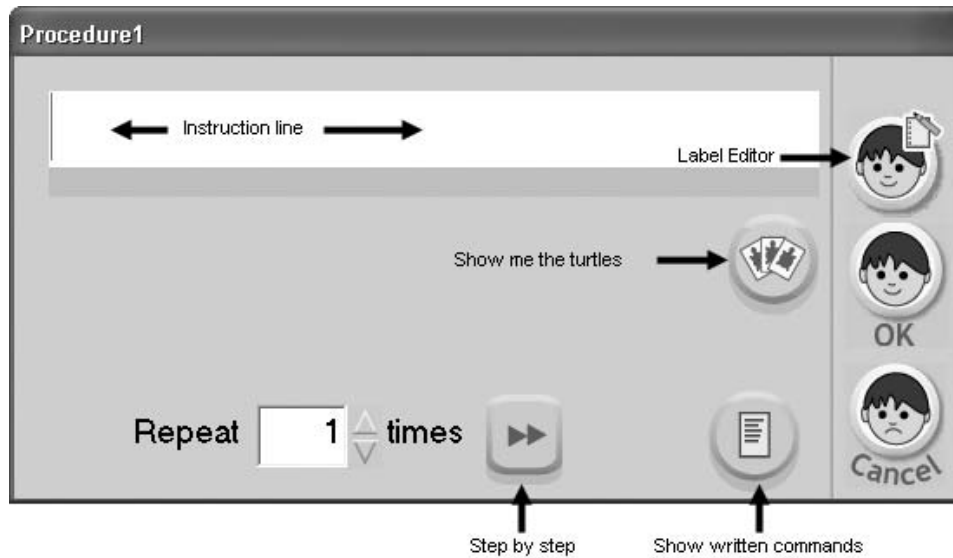 Procedure1
Instruction line
Label Editor
Show me the turtles
OK
Repeat 1 times
Cancel
Step by step
Show written commands